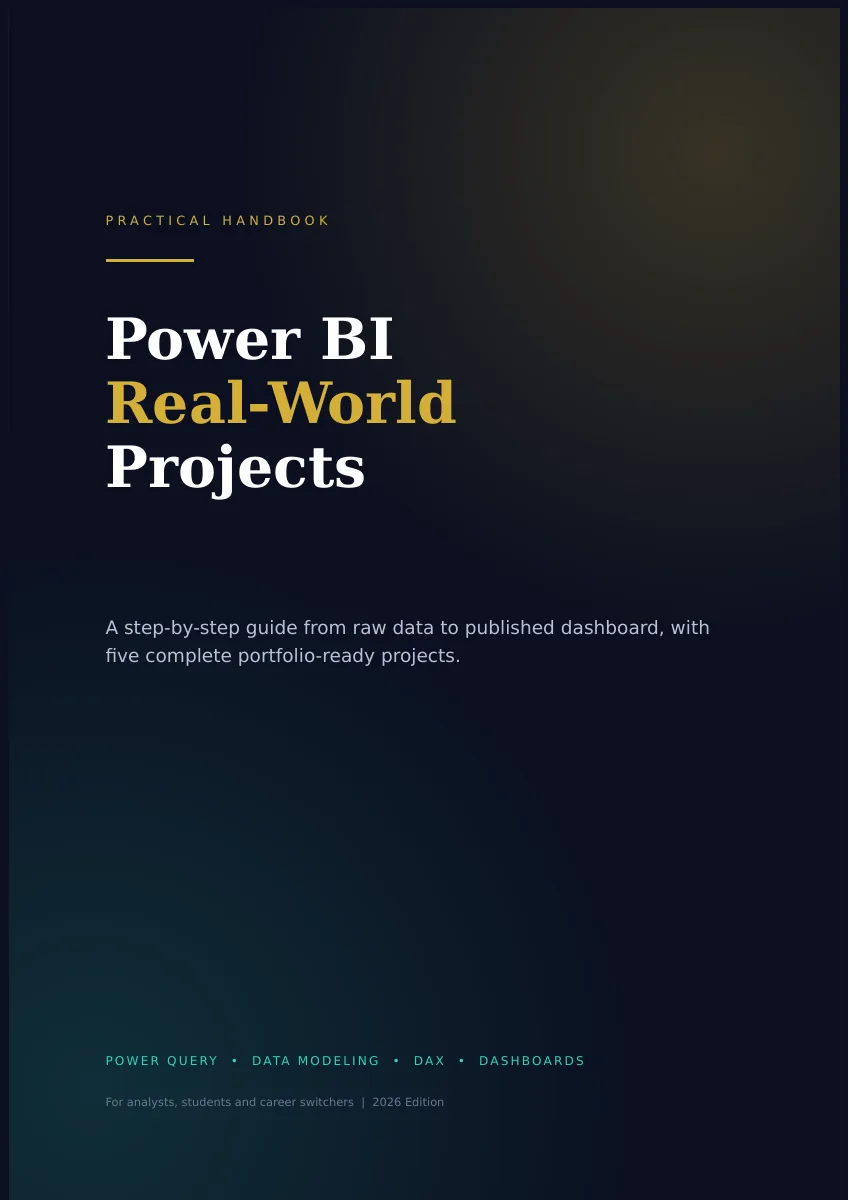 PRACTICAL HANDBOOK
Power BI
Real-World
Projects
A step-by-step guide from raw data to published dashboard, with
five complete portfolio-ready projects.
POWER QUERY • DATA MODELING • DAX • DASHBOARDS
For analysts, students and career switchers | 2026 Edition